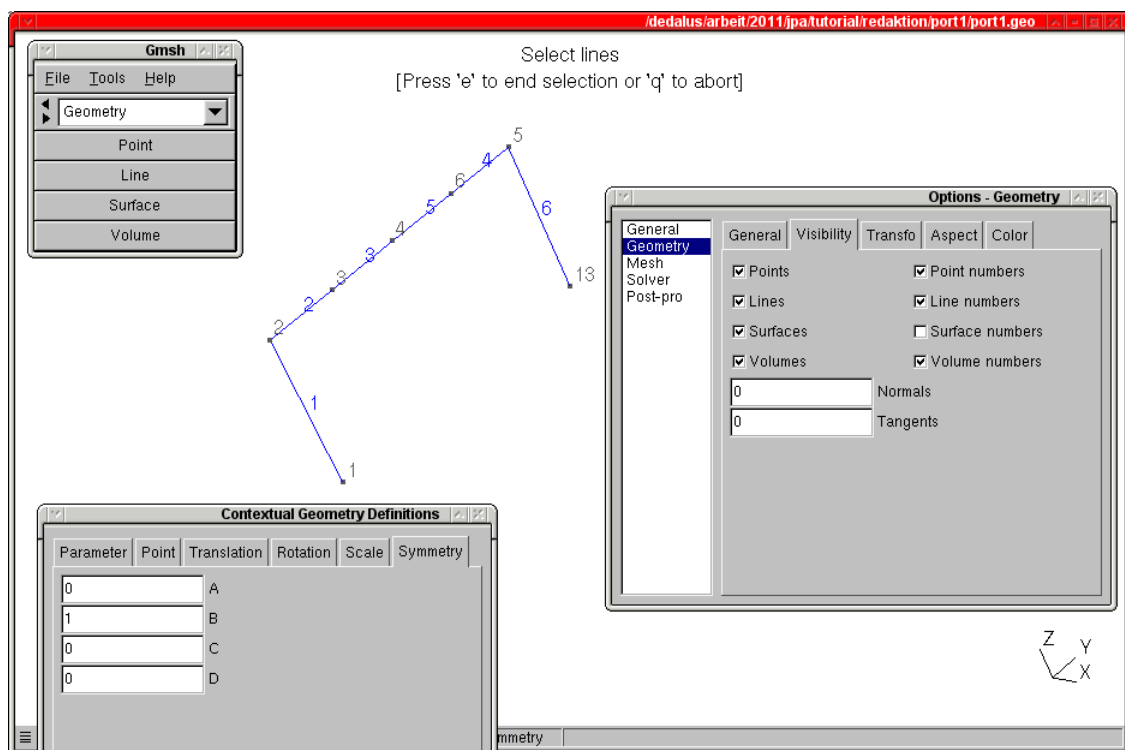 /dedalus/arbeit/2011/jpa/tutorial/redaktion/port1/port1.geo
Gmsh
File Tools Help
Geometry
Point
Line
Surface
Volume
Select lines
[Press 'e' to end selection or 'q' to abort]
5
4
6
5
6
4
3
13
3
2
2
1
1
Options - Geometry
General
Geometry
Mesh
Solver
Post-pro
General Visibility Transfo Aspect Color
Points Point numbers
Lines Line numbers
Surfaces Surface numbers
Volumes Volume numbers
0 Normals
0 Tangents
Contextual Geometry Definitions
Parameter Point Translation Rotation Scale Symmetry
0 A
1 B
0 C
0 D
Z
Y
X
mmetry